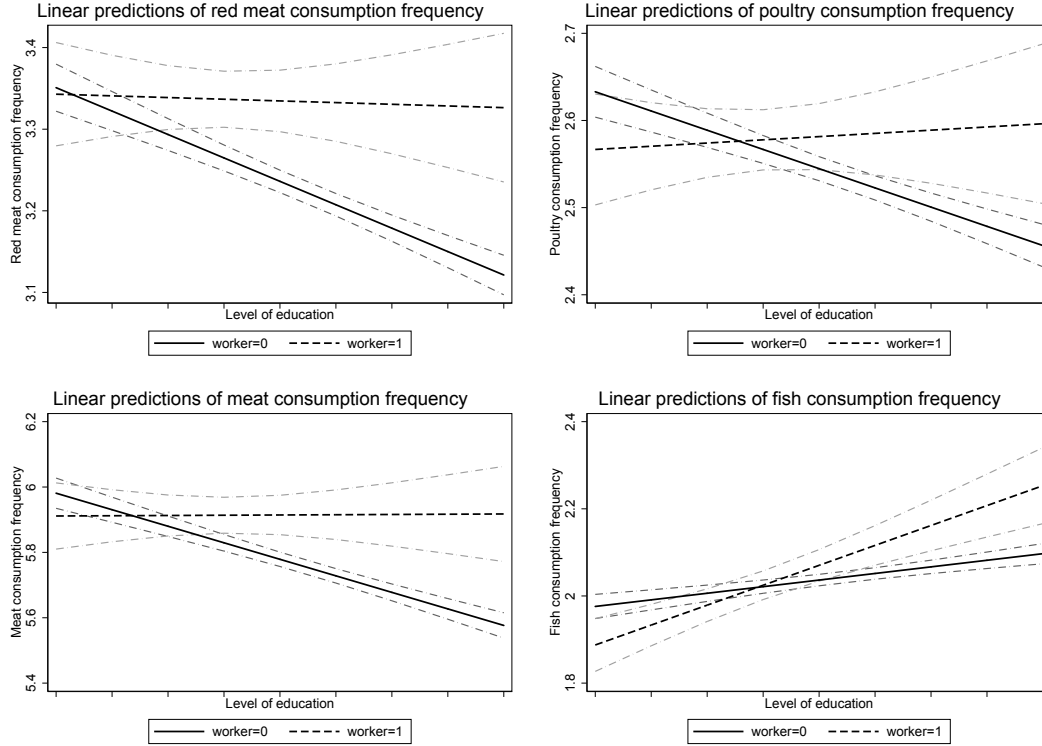 Linear predictions of red meat consumption frequency
Red meat consumption frequency
3.4
3.3
3.2
3.1
Level of education
worker=0 worker=1
Linear predictions of poultry consumption frequency
Poultry consumption frequency
2.7
2.6
2.5
2.4
Level of education
worker=0 worker=1
Linear predictions of meat consumption frequency
Meat consumption frequency
6.2
6
5.8
5.6
5.4
Level of education
worker=0 worker=1
Linear predictions of fish consumption frequency
Fish consumption frequency
2.4
2.2
2
1.8
Level of education
worker=0 worker=1